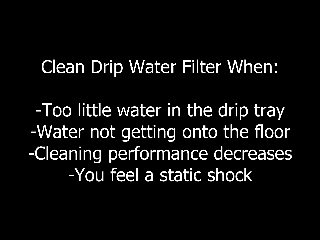 Clean Drip Water Filter When:
-Too little water in the drip tray
-Water not getting onto the floor
-Cleaning performance decreases
-You feel a static shock